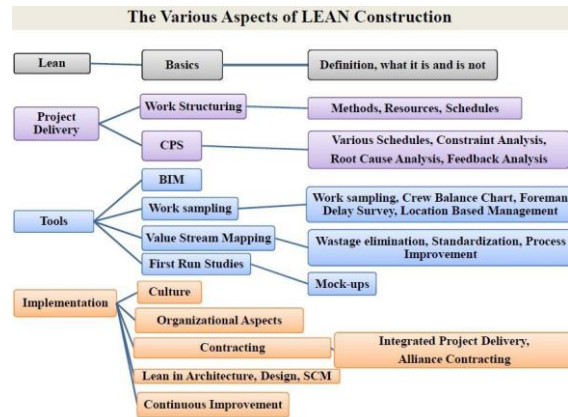 The Various Aspects of LEAN Construction
Lean
Basics
Definition, what it is and is not
Project
Delivery
Work Structuring
Methods, Resources, Schedules
CPS
Various Schedules, Constraint Analysis,
Root Cause Analysis, Feedback Analysis
Tools
BIM
Work sampling
Work sampling, Crew Balance Chart, Foreman
Delay Survey, Location Based Management
Value Stream Mapping
Wastage elimination, Standardization, Process
Improvement
First Run Studies
Mock-ups
Implementation
Culture
Organizational Aspects
Contracting
Integrated Project Delivery,
Alliance Contracting
Lean in Architecture, Design, SCM
Continuous Improvement